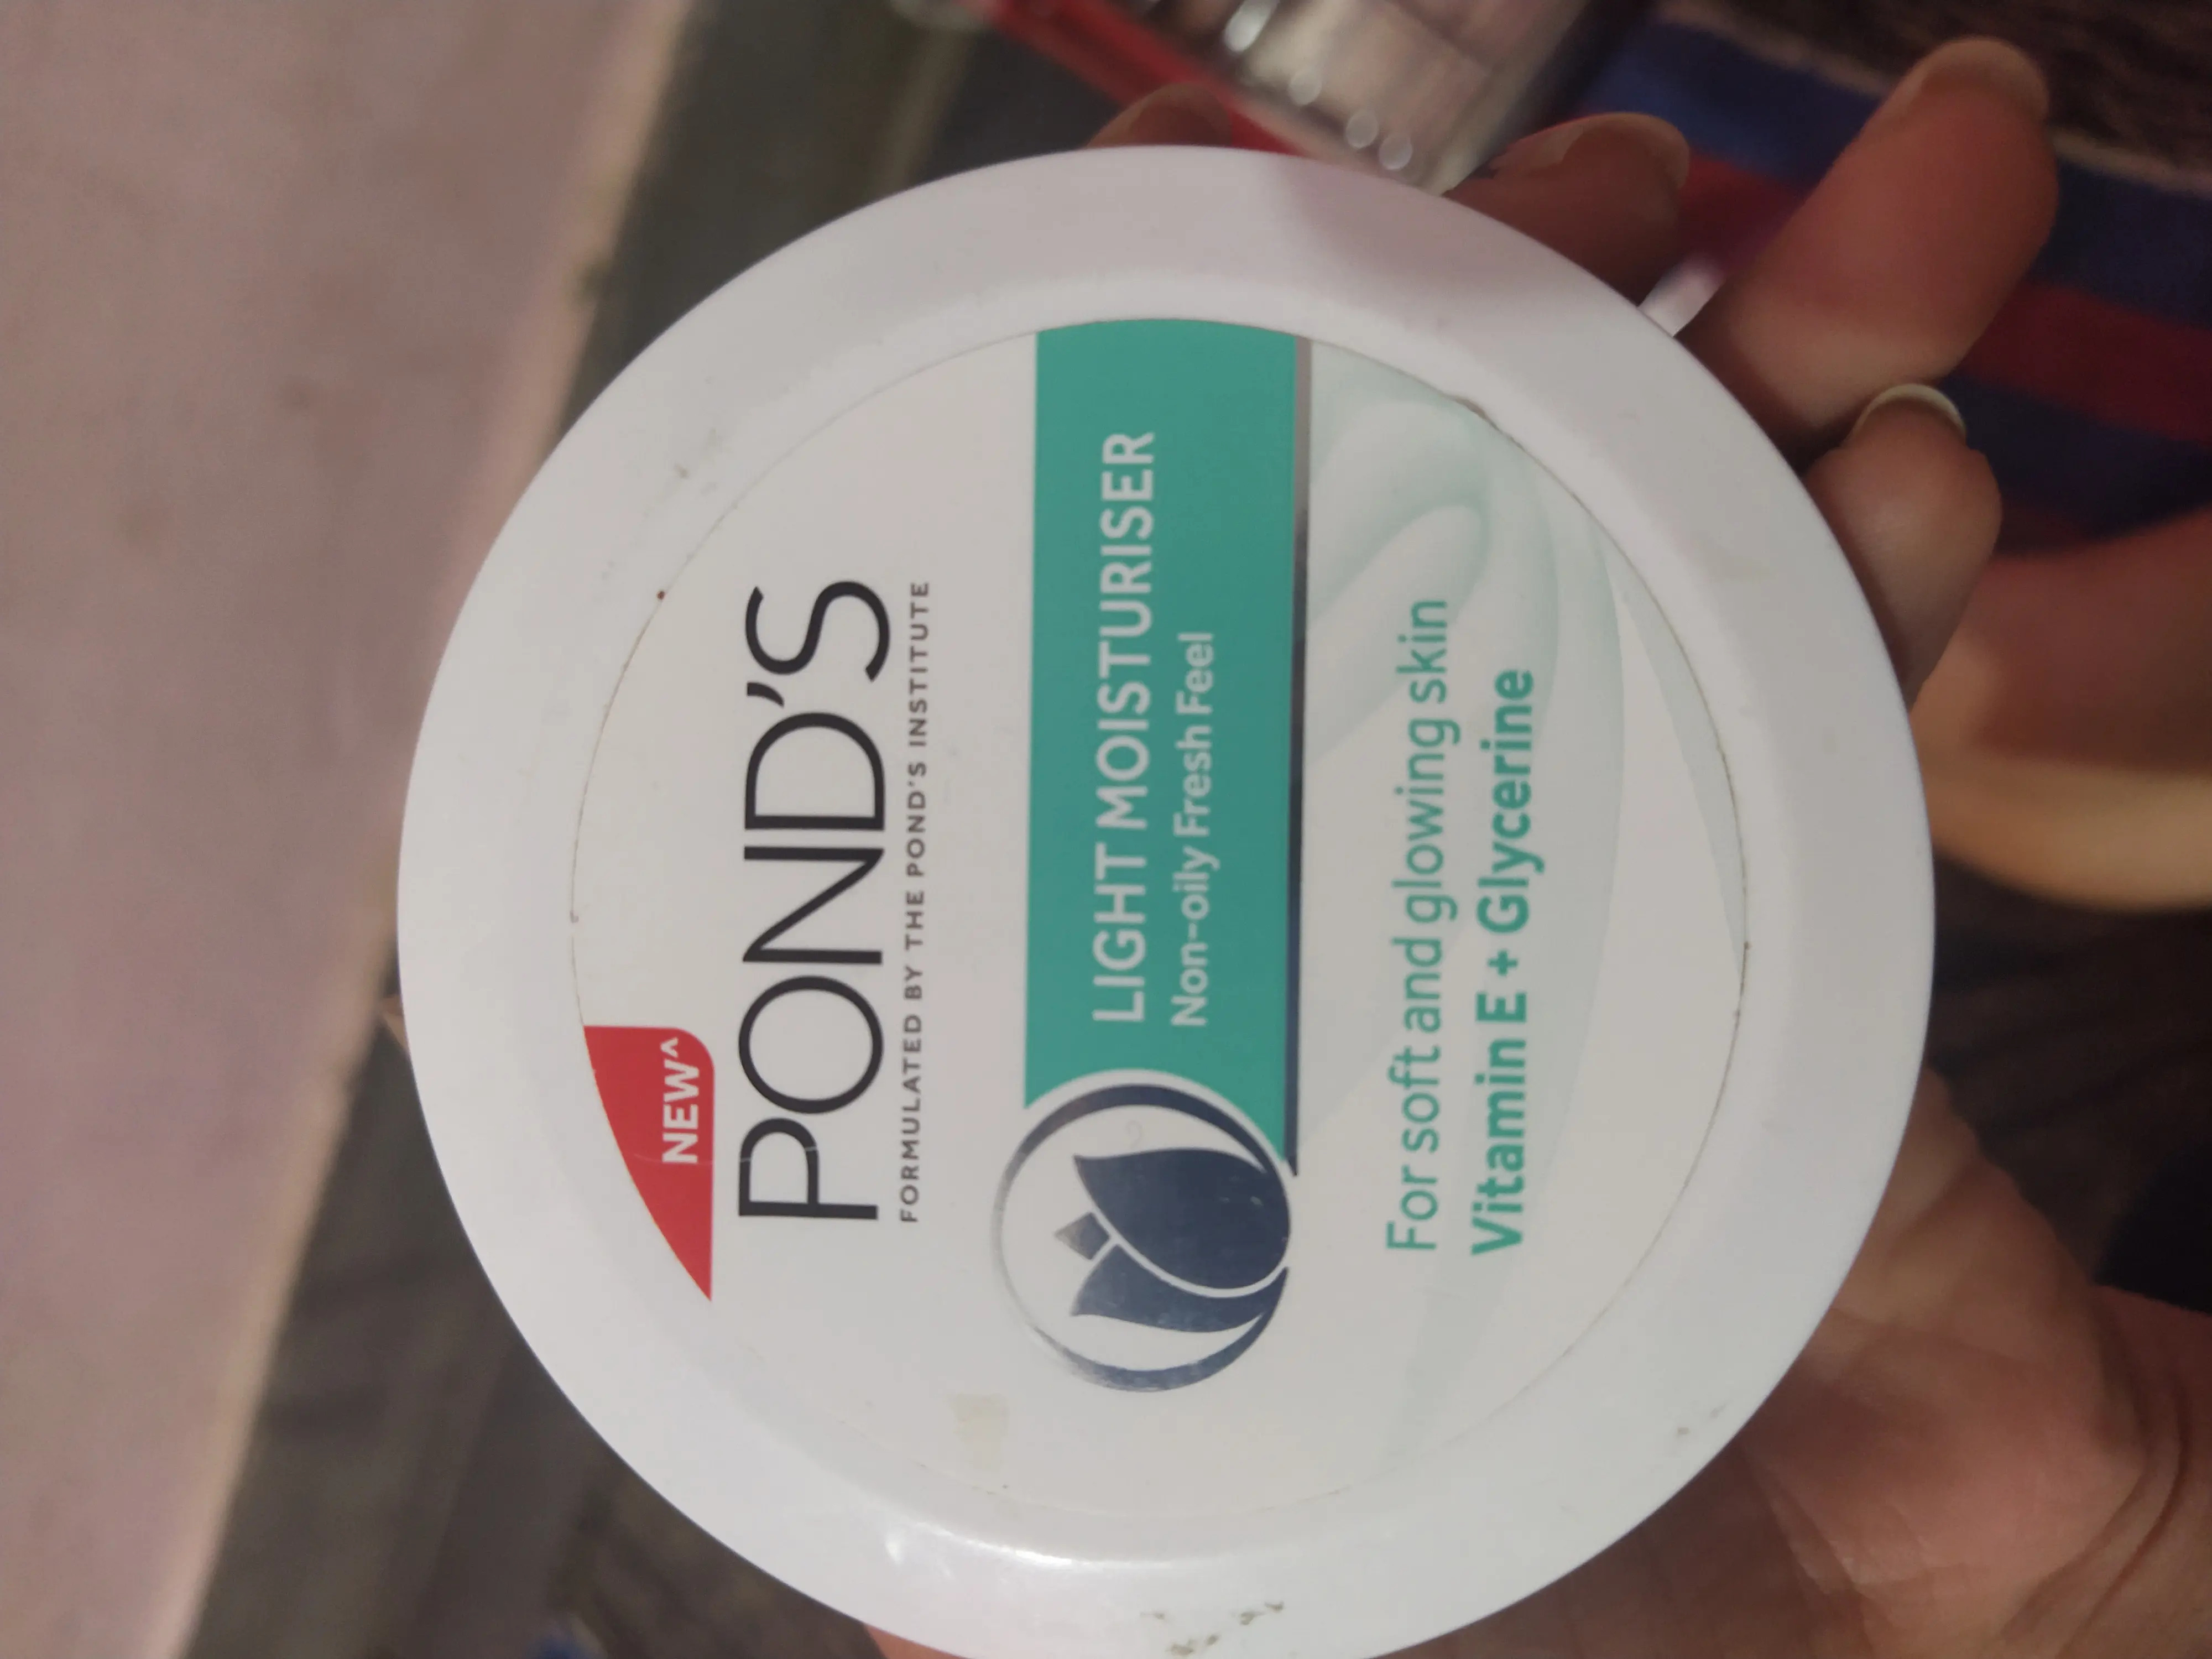 NEW^
POND'S
FORMULATED BY THE POND'S INSTITUTE
LIGHT MOISTURISER
Non-oily Fresh Feel
For soft and glowing skin
Vitamin E + Glycerine